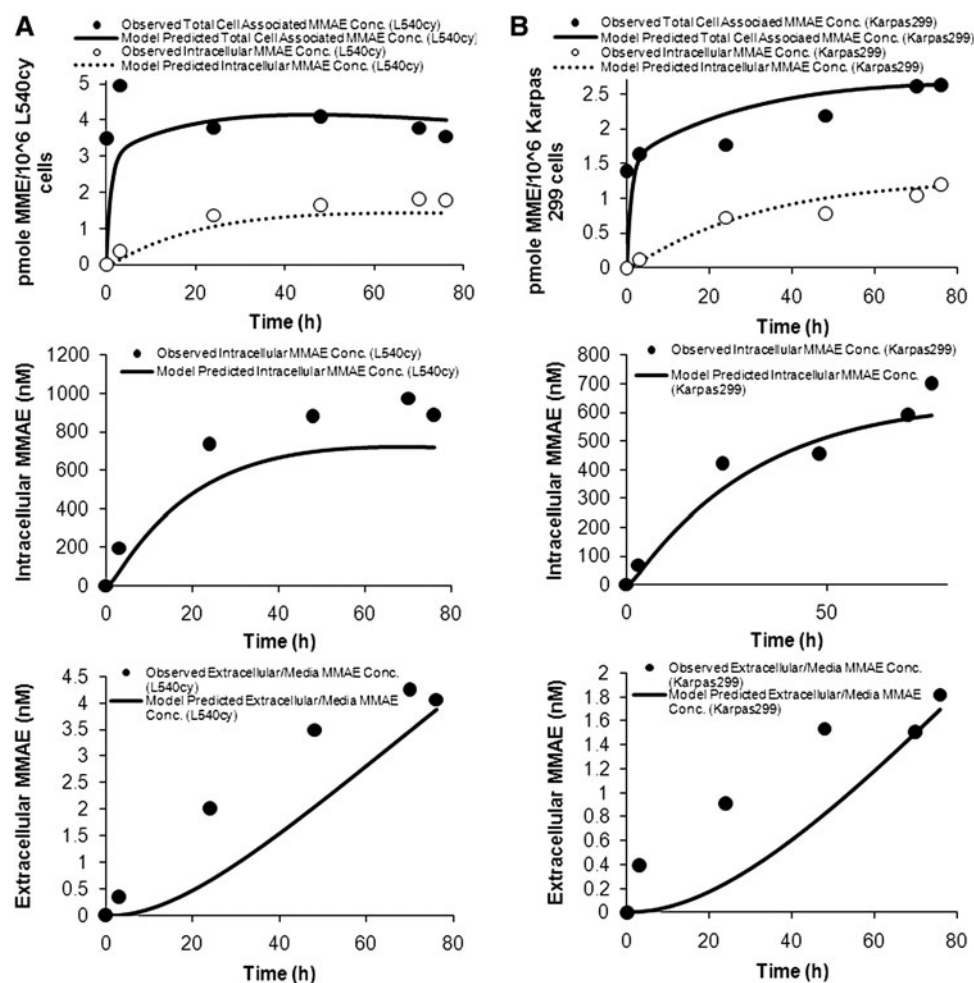 A
Observed Total Cell Associated MMAE Conc. (L540cy)
Model Predicted Total Cell Associated MMAE Conc. (L540cy)
Observed Intracellular MMAE Conc. (L540cy)
Model Predicted Intracellular MMAE Conc. (L540cy)
pmole MME/10^6 L540cy
cells
5
4
3
2
1
0
0 20 40 60 80
Time (h)
B
Observed Total Cell Associaed MMAE Conc. (Karpas299)
Model Predicted Total Cell Associaed MMAE Conc. (Karpas299)
Observed Intracellular MMAE Conc. (Karpas299)
Model Predicted Intracellular MMAE Conc. (Karpas299)
pmole MME/10^6 Karpas
299 cells
2.5
2
1.5
1
0.5
0
0 20 40 60 80
Time (h)
Observed Intracellular MMAE Conc. (L540cy)
Model Predicted Intracellular MMAE Conc. (L540cy)
Intracellular MMAE (nM)
1200
1000
800
600
400
200
0
0 20 40 60 80
Time (h)
Observed Intracellular MMAE Conc. (Karpas299)
Model Predicted Intracellular MMAE Conc.
(Karpas299)
Intracellular MMAE (nM)
800
700
600
500
400
300
200
100
0
0 50
Time (h)
Observed Extracellular/Media MMAE Conc.
(L540cy)
Model Predicted Extracellular/Media MMAE
Conc. (L540cy)
Extracellular MMAE (nM)
4.5
4
3.5
3
2.5
2
1.5
1
0.5
0
0 20 40 60 80
Time (h)
Observed Extracellular/Media MMAE Conc.
(Karpas299)
Model Predicted Extracellular/Media MMAE
Conc. (Karpas299)
Extracellular MMAE (nM)
2
1.8
1.6
1.4
1.2
1
0.8
0.6
0.4
0.2
0
0 20 40 60 80
Time (h)